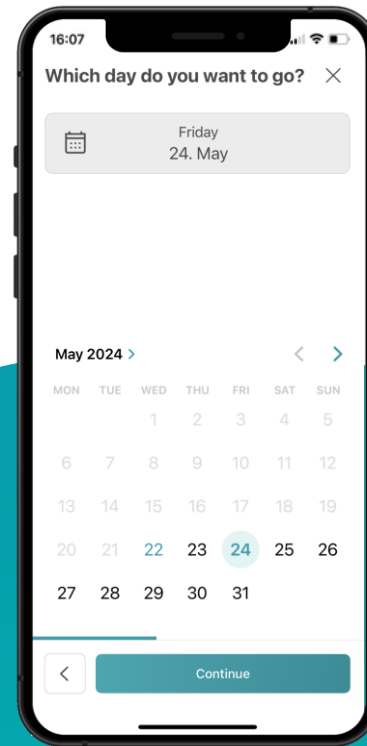 16:07
Which day do you want to go?
Friday
24. May
May 2024
MON TUE WED THU FRI SAT SUN
1 2 3 4 5
6 7 8 9 10 11 12
13 14 15 16 17 18 19
20 21 22 23 24 25 26
27 28 29 30 31
Continue